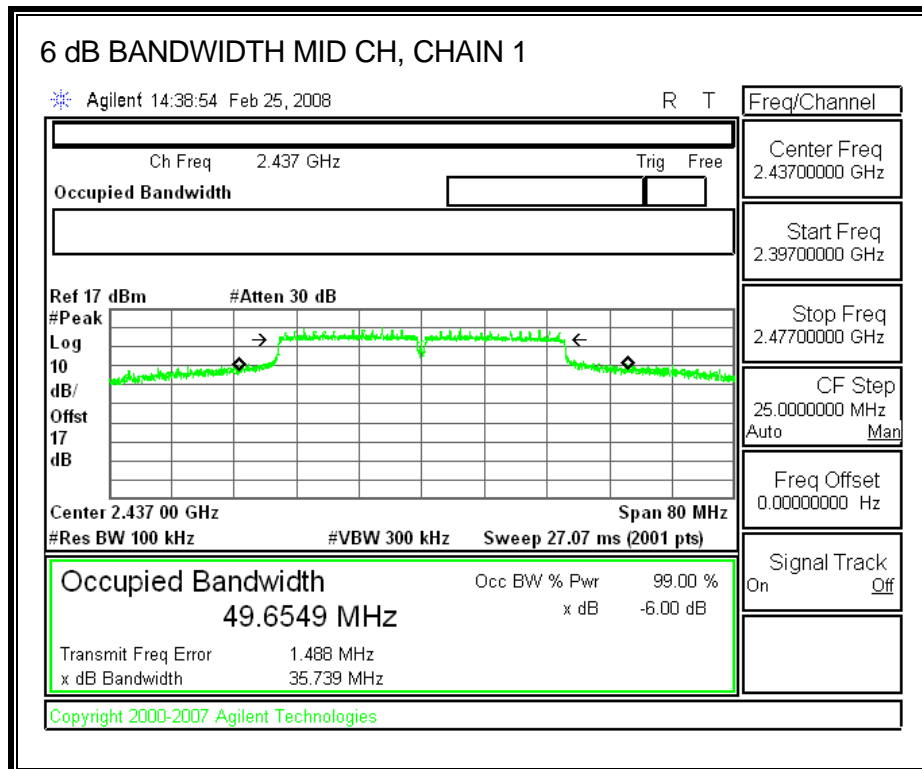 6 dB BANDWIDTH MID CH, CHAIN 1
Agilent 14:38:54 Feb 25, 2008 R T
Freq/Channel
Ch Freq 2.437 GHz Trig Free
Occupied Bandwidth
Center Freq
2.43700000 GHz
Start Freq
2.39700000 GHz
Stop Freq
2.47700000 GHz
CF Step
25.0000000 MHz
Auto Man
Freq Offset
0.00000000 Hz
Signal Track
On Off
Ref 17 dBm #Atten 30 dB
#Peak
Log
10
dB/
Offst
17
dB
Center 2.437 00 GHz Span 80 MHz
#Res BW 100 kHz #VBW 300 kHz Sweep 27.07 ms (2001 pts)
Occupied Bandwidth Occ BW % Pwr 99.00 %
49.6549 MHz x dB -6.00 dB
Transmit Freq Error 1.488 MHz
x dB Bandwidth 35.739 MHz
Copyright 2000-2007 Agilent Technologies